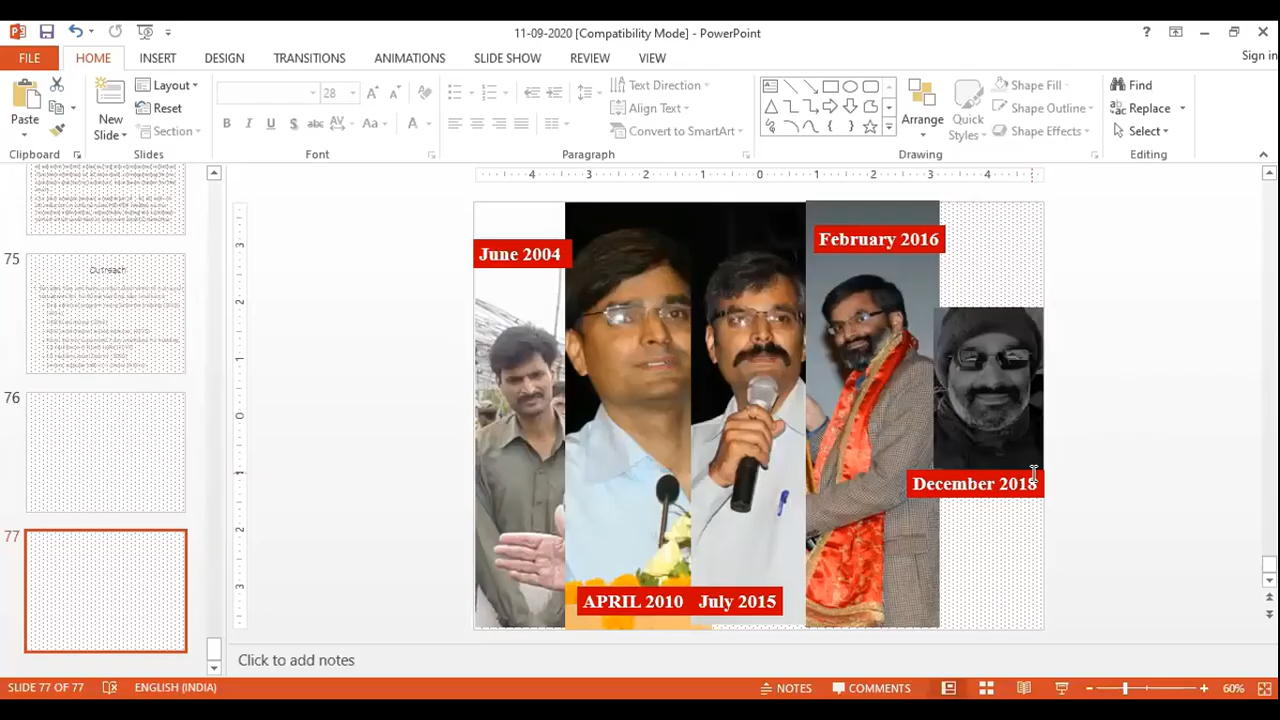 11-09-2020 [Compatibility Mode] - PowerPoint
FILE HOME INSERT DESIGN TRANSITIONS ANIMATIONS SLIDE SHOW REVIEW VIEW Sign in
Paste
New Slide
Layout
Reset
Section
28
Text Direction
Align Text
Convert to SmartArt
Arrange
Quick Styles
Shape Fill
Shape Outline
Shape Effects
Find
Replace
Select
Clipboard Slides Font Paragraph Drawing Editing
75
Outreach
76
77
June 2004
February 2016
December 2018
APRIL 2010 July 2015
Click to add notes
SLIDE 77 OF 77 ENGLISH (INDIA) NOTES COMMENTS 60%